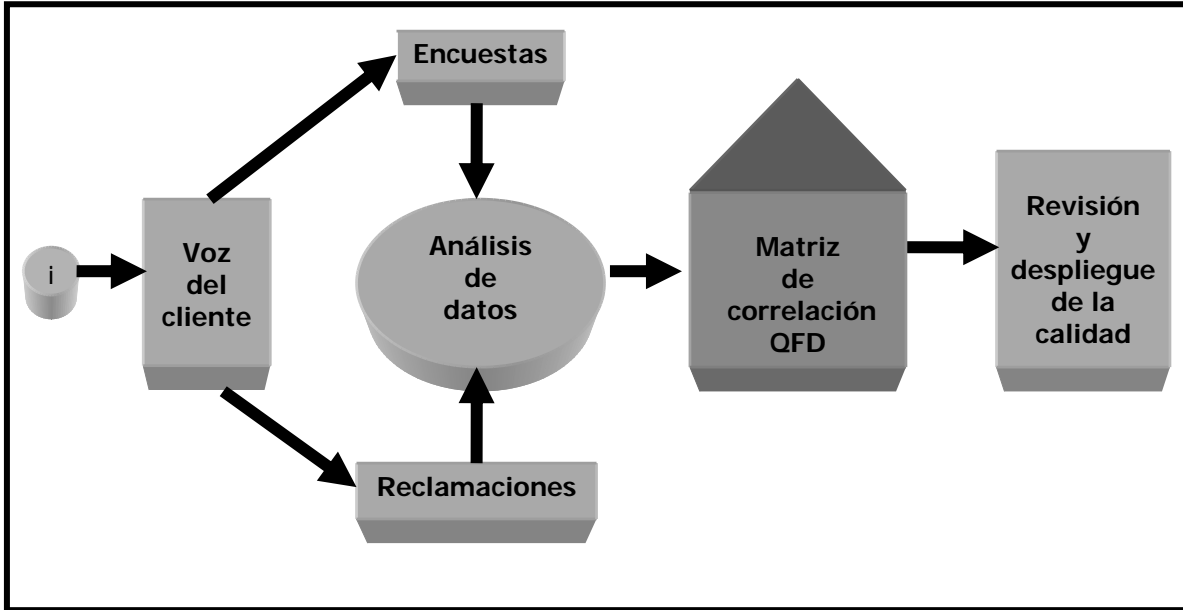 i
Voz
del
cliente
Encuestas
Análisis
de
datos
Reclamaciones
Matriz
de
correlación
QFD
Revisión
y
despliegue
de la
calidad